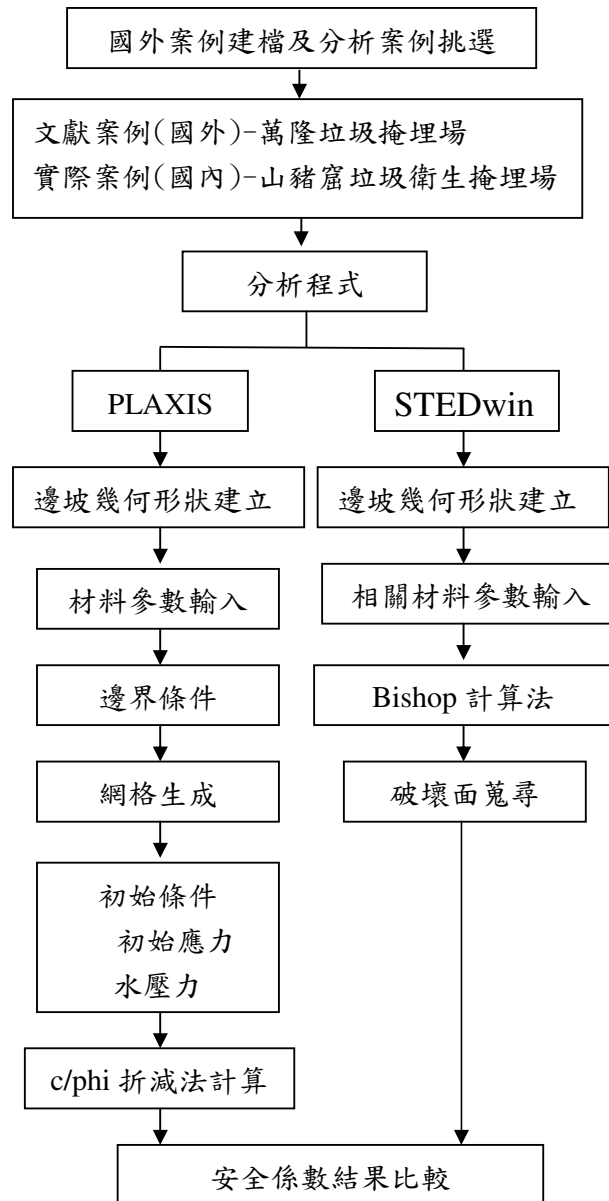 國外案例建檔及分析案例挑選
文獻案例(國外)-萬隆垃圾掩埋場
實際案例(國內)-山豬窟垃圾衛生掩埋場
分析程式
PLAXIS
邊坡幾何形狀建立
材料參數輸入
邊界條件
網格生成
初始條件
初始應力
水壓力
c/phi 折減法計算
STEDwin
邊坡幾何形狀建立
相關材料參數輸入
Bishop 計算法
破壞面蒐尋
安全係數結果比較